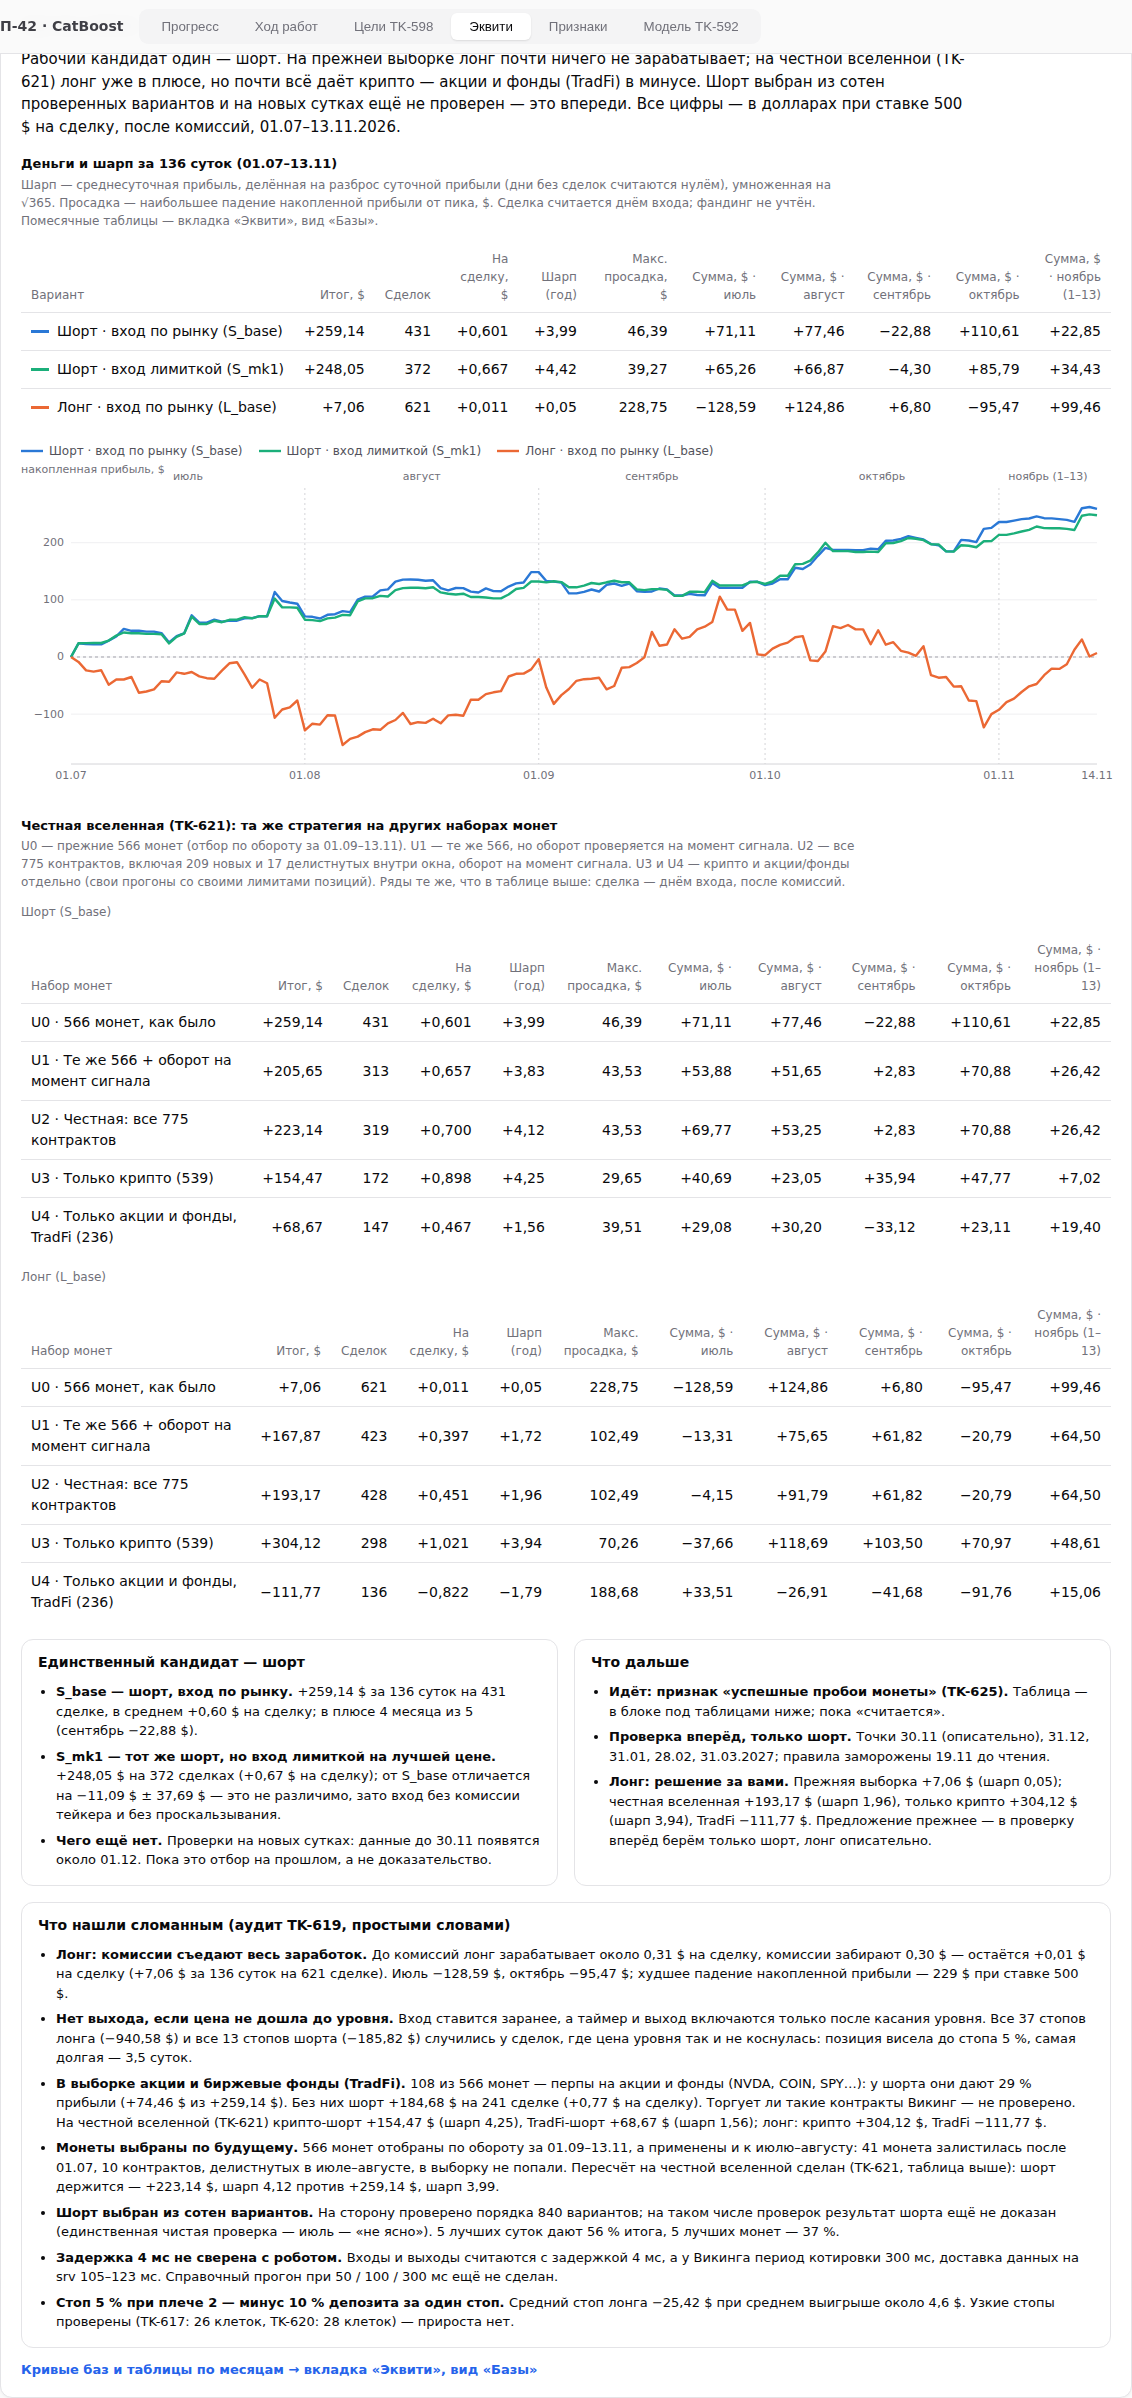 П-42 · CatBoost Прогресс Ход работ Цели ТК-598 Эквити Признаки Модель ТК-592
Рабочий кандидат один — шорт. На прежней выборке лонг почти ничего не зарабатывает; на честной вселенной (ТК-
621) лонг уже в плюсе, но почти всё даёт крипто — акции и фонды (TradFi) в минусе. Шорт выбран из сотен
проверенных вариантов и на новых сутках ещё не проверен — это впереди. Все цифры — в долларах при ставке 500
$ на сделку, после комиссий, 01.07–13.11.2026.
Деньги и шарп за 136 суток (01.07–13.11)
Шарп — среднесуточная прибыль, делённая на разброс суточной прибыли (дни без сделок считаются нулём), умноженная на
√365. Просадка — наибольшее падение накопленной прибыли от пика, $. Сделка считается днём входа; фандинг не учтён.
Помесячные таблицы — вкладка «Эквити», вид «Базы».
Вариант Итог, $ Сделок На сделку, $ Шарп (год) Макс. просадка, $ Сумма, $ · июль Сумма, $ · август Сумма, $ · сентябрь Сумма, $ · октябрь Сумма, $ · ноябрь (1–13)
Шорт · вход по рынку (S_base) +259,14 431 +0,601 +3,99 46,39 +71,11 +77,46 −22,88 +110,61 +22,85
Шорт · вход лимиткой (S_mk1) +248,05 372 +0,667 +4,42 39,27 +65,26 +66,87 −4,30 +85,79 +34,43
Лонг · вход по рынку (L_base) +7,06 621 +0,011 +0,05 228,75 −128,59 +124,86 +6,80 −95,47 +99,46
Шорт · вход по рынку (S_base) Шорт · вход лимиткой (S_mk1) Лонг · вход по рынку (L_base)
накопленная прибыль, $
июль август сентябрь октябрь ноябрь (1–13)
200
100
0
−100
01.07 01.08 01.09 01.10 01.11 14.11
Честная вселенная (ТК-621): та же стратегия на других наборах монет
U0 — прежние 566 монет (отбор по обороту за 01.09–13.11). U1 — те же 566, но оборот проверяется на момент сигнала. U2 — все
775 контрактов, включая 209 новых и 17 делистнутых внутри окна, оборот на момент сигнала. U3 и U4 — крипто и акции/фонды
отдельно (свои прогоны со своими лимитами позиций). Ряды те же, что в таблице выше: сделка — днём входа, после комиссий.
Шорт (S_base)
Набор монет Итог, $ Сделок На сделку, $ Шарп (год) Макс. просадка, $ Сумма, $ · июль Сумма, $ · август Сумма, $ · сентябрь Сумма, $ · октябрь Сумма, $ · ноябрь (1–13)
U0 · 566 монет, как было +259,14 431 +0,601 +3,99 46,39 +71,11 +77,46 −22,88 +110,61 +22,85
U1 · Те же 566 + оборот на момент сигнала +205,65 313 +0,657 +3,83 43,53 +53,88 +51,65 +2,83 +70,88 +26,42
U2 · Честная: все 775 контрактов +223,14 319 +0,700 +4,12 43,53 +69,77 +53,25 +2,83 +70,88 +26,42
U3 · Только крипто (539) +154,47 172 +0,898 +4,25 29,65 +40,69 +23,05 +35,94 +47,77 +7,02
U4 · Только акции и фонды, TradFi (236) +68,67 147 +0,467 +1,56 39,51 +29,08 +30,20 −33,12 +23,11 +19,40
Лонг (L_base)
Набор монет Итог, $ Сделок На сделку, $ Шарп (год) Макс. просадка, $ Сумма, $ · июль Сумма, $ · август Сумма, $ · сентябрь Сумма, $ · октябрь Сумма, $ · ноябрь (1–13)
U0 · 566 монет, как было +7,06 621 +0,011 +0,05 228,75 −128,59 +124,86 +6,80 −95,47 +99,46
U1 · Те же 566 + оборот на момент сигнала +167,87 423 +0,397 +1,72 102,49 −13,31 +75,65 +61,82 −20,79 +64,50
U2 · Честная: все 775 контрактов +193,17 428 +0,451 +1,96 102,49 −4,15 +91,79 +61,82 −20,79 +64,50
U3 · Только крипто (539) +304,12 298 +1,021 +3,94 70,26 −37,66 +118,69 +103,50 +70,97 +48,61
U4 · Только акции и фонды, TradFi (236) −111,77 136 −0,822 −1,79 188,68 +33,51 −26,91 −41,68 −91,76 +15,06
Единственный кандидат — шорт
• S_base — шорт, вход по рынку. +259,14 $ за 136 суток на 431
сделке, в среднем +0,60 $ на сделку; в плюсе 4 месяца из 5
(сентябрь −22,88 $).
• S_mk1 — тот же шорт, но вход лимиткой на лучшей цене.
+248,05 $ на 372 сделках (+0,67 $ на сделку); от S_base отличается
на −11,09 $ ± 37,69 $ — это не различимо, зато вход без комиссии
тейкера и без проскальзывания.
• Чего ещё нет. Проверки на новых сутках: данные до 30.11 появятся
около 01.12. Пока это отбор на прошлом, а не доказательство.
Что дальше
• Идёт: признак «успешные пробои монеты» (ТК-625). Таблица —
в блоке под таблицами ниже; пока «считается».
• Проверка вперёд, только шорт. Точки 30.11 (описательно), 31.12,
31.01, 28.02, 31.03.2027; правила заморожены 19.11 до чтения.
• Лонг: решение за вами. Прежняя выборка +7,06 $ (шарп 0,05);
честная вселенная +193,17 $ (шарп 1,96), только крипто +304,12 $
(шарп 3,94), TradFi −111,77 $. Предложение прежнее — в проверку
вперёд берём только шорт, лонг описательно.
Что нашли сломанным (аудит ТК-619, простыми словами)
• Лонг: комиссии съедают весь заработок. До комиссий лонг зарабатывает около 0,31 $ на сделку, комиссии забирают 0,30 $ — остаётся +0,01 $
на сделку (+7,06 $ за 136 суток на 621 сделке). Июль −128,59 $, октябрь −95,47 $; худшее падение накопленной прибыли — 229 $ при ставке 500
$.
• Нет выхода, если цена не дошла до уровня. Вход ставится заранее, а таймер и выход включаются только после касания уровня. Все 37 стопов
лонга (−940,58 $) и все 13 стопов шорта (−185,82 $) случились у сделок, где цена уровня так и не коснулась: позиция висела до стопа 5 %, самая
долгая — 3,5 суток.
• В выборке акции и биржевые фонды (TradFi). 108 из 566 монет — перпы на акции и фонды (NVDA, COIN, SPY…): у шорта они дают 29 %
прибыли (+74,46 $ из +259,14 $). Без них шорт +184,68 $ на 241 сделке (+0,77 $ на сделку). Торгует ли такие контракты Викинг — не проверено.
На честной вселенной (ТК-621) крипто-шорт +154,47 $ (шарп 4,25), TradFi-шорт +68,67 $ (шарп 1,56); лонг: крипто +304,12 $, TradFi −111,77 $.
• Монеты выбраны по будущему. 566 монет отобраны по обороту за 01.09–13.11, а применены и к июлю–августу: 41 монета залистилась после
01.07, 10 контрактов, делистнутых в июле–августе, в выборку не попали. Пересчёт на честной вселенной сделан (ТК-621, таблица выше): шорт
держится — +223,14 $, шарп 4,12 против +259,14 $, шарп 3,99.
• Шорт выбран из сотен вариантов. На сторону проверено порядка 840 вариантов; на таком числе проверок результат шорта ещё не доказан
(единственная чистая проверка — июль — «не ясно»). 5 лучших суток дают 56 % итога, 5 лучших монет — 37 %.
• Задержка 4 мс не сверена с роботом. Входы и выходы считаются с задержкой 4 мс, а у Викинга период котировки 300 мс, доставка данных на
srv 105–123 мс. Справочный прогон при 50 / 100 / 300 мс ещё не сделан.
• Стоп 5 % при плече 2 — минус 10 % депозита за один стоп. Средний стоп лонга −25,42 $ при среднем выигрыше около 4,6 $. Узкие стопы
проверены (ТК-617: 26 клеток, ТК-620: 28 клеток) — прироста нет.
Кривые баз и таблицы по месяцам → вкладка «Эквити», вид «Базы»